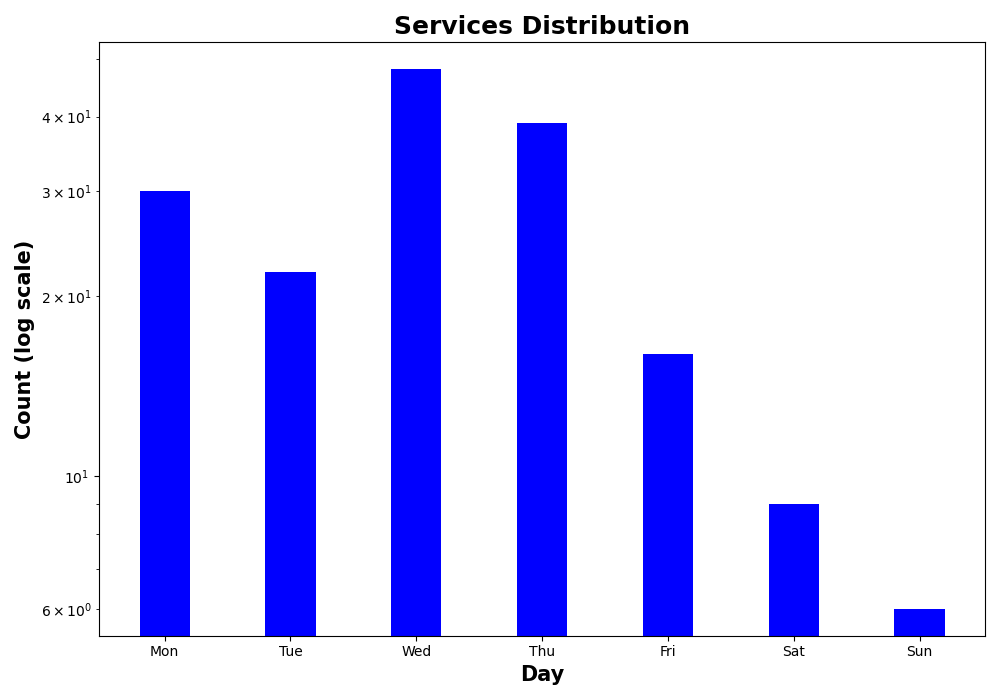 Services Distribution
Count (log scale)
4 × 10¹
3 × 10¹
2 × 10¹
10¹
6 × 10⁰
Mon Tue Wed Thu Fri Sat Sun
Day